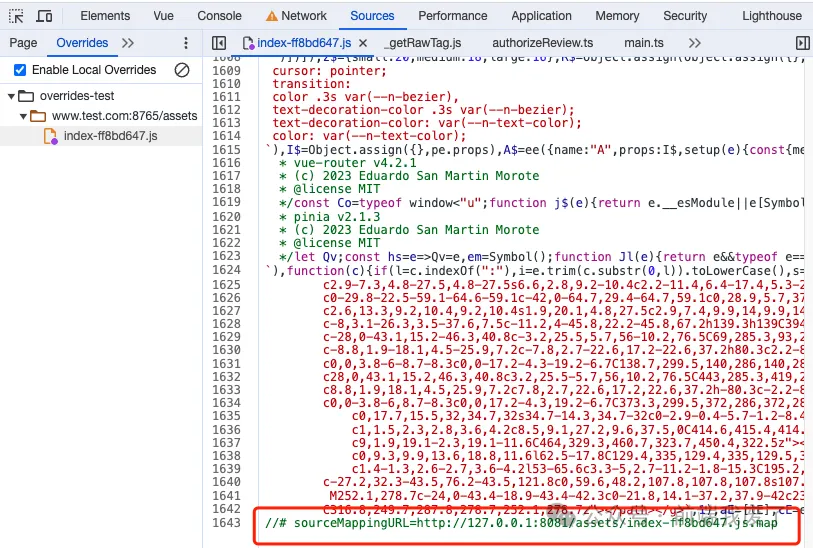 Elements Vue Console Network Sources Performance Application Memory Security Lighthouse
Page Overrides index-ff8bd647.js _getRawTag.js authorizeReview.ts main.ts
Enable Local Overrides
overrides-test
www.test.com:8765/assets
index-ff8bd647.js
1609 cursor: pointer;
1610 transition:
1611 color .3s var(--n-bezier),
1612 text-decoration-color .3s var(--n-bezier);
1613 text-decoration-color: var(--n-text-color);
1614 color: var(--n-text-color);
1615 `),I$=Object.assign({},pe.props),A$=ee({name:"A",props:I$,setup(e){const{me
1616 * vue-router v4.2.1
1617 * (c) 2023 Eduardo San Martin Morote
1618 * @license MIT
1619 */const Co=typeof window<"u";function j$(e){return e.__esModule||e[Symbol
1620 * pinia v2.1.3
1621 * (c) 2023 Eduardo San Martin Morote
1622 * @license MIT
1623 */let Qv;const hs=e=>Qv=e,em=Symbol();function Jl(e){return e&&typeof e==
1624 `),function(c){if(l=c.indexOf(":"),i=e.trim(c.substr(0,l)).toLowerCase(),s=
1625 c2.9-7.3,4.8-27.5,4.8-27.5s6.6,2.8,9.2-10.4c2.2-11.4,6.4-17.4,5.3-2
1626 c0-29.8-22.5-59.1-64.6-59.1c-42,0-64.7,29.4-64.7,59.1c0,28.9,5.7,37
1627 c2.6,13.3,9.2,10.4,9.2,10.4s1.9,20.1,4.8,27.5c2.9,7.4,9.9,14,9.9,14
1628 c-8,3.1-26.3,3.5-37.6,7.5c-11.2,4-45.8,22.2-45.8,67.2h139.3h139C394
1629 c-28,0-43.1,15.2-46.3,40.8c-3.2,25.5,5.7,56-10.2,76.5C69,285.3,93,2
1630 c-8.8,1.9-18.1,4.5-25.9,7.2c-7.8,2.7-22.6,17.2-22.6,37.2h80.3c2.2-8
1631 c0,0,3.8-6-8.7-8.3c0,0-17.2-4.3-19.2-6.7C138.7,299.5,140,286,140,28
1632 c28,0,43.1,15.2,46.3,40.8c3.2,25.5-5.7,56,10.2,76.5C443,285.3,419,2
1633 c8.8,1.9,18.1,4.5,25.9,7.2c7.8,2.7,22.6,17.2,22.6,37.2h-80.3c-2.2-8
1634 c0,0-3.8-6,8.7-8.3c0,0,17.2-4.3,19.2-6.7C373.3,299.5,372,286,372,28
1635 c0,17.7,15.5,32,34.7,32s34.7-14.3,34.7-32c0-2.9-0.4-5.7-1.2-8.4
1636 c1,1.5,2.3,2.8,3.6,4.2c8.5,9.1,27.2,9.6,37.5,0C414.6,415.4,414.
1637 c9,1.9,19.1-2.3,19.1-11.6C464,329.3,460.7,323.7,450.4,322.5z"><
1638 c0,9.3,9.9,13.6,18.8,11.6l62.5-17.8C129.4,335,129.4,335,129.5,3
1639 c1.4-1.3,2.6-2.7,3.6-4.2l53-65.6c3.3-5,2.7-11.2-1.8-15.3C195.2,
1640 c-27.2,32.3-43.5,76.2-43.5,121.8c0,59.6,48.2,107.8,107.8,107.8s107.
1641 M252.1,278.7c-24,0-43.4-18.9-43.4-42.3c0-21.8,14.1-37.2,37.9-42c23
1642
1643 //# sourceMappingURL=http://127.0.0.1:8081/assets/index-ff8bd647.js.map